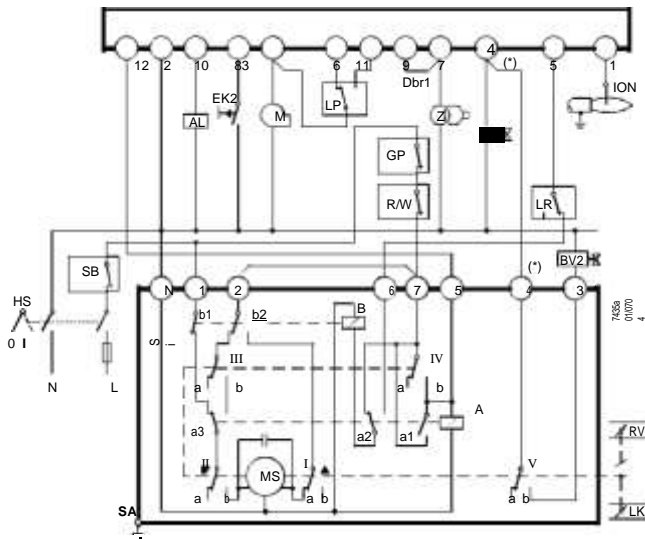 12 2 10 83 6 11 9 7 4 (*) 5 1
Dbr1
EK2
LP
ION
AL
M
Z
GP
R/W
LR
SB
(*)
BV2
HS
N 1 2 6 7 5 4 3
0 I
N L
b1
b2
B
S
i
III
IV
a b
a b
A
a3
a2
a1
II
MS
I
V
a b
a b
a b
RV
LK
SA
7435a
01/070
4